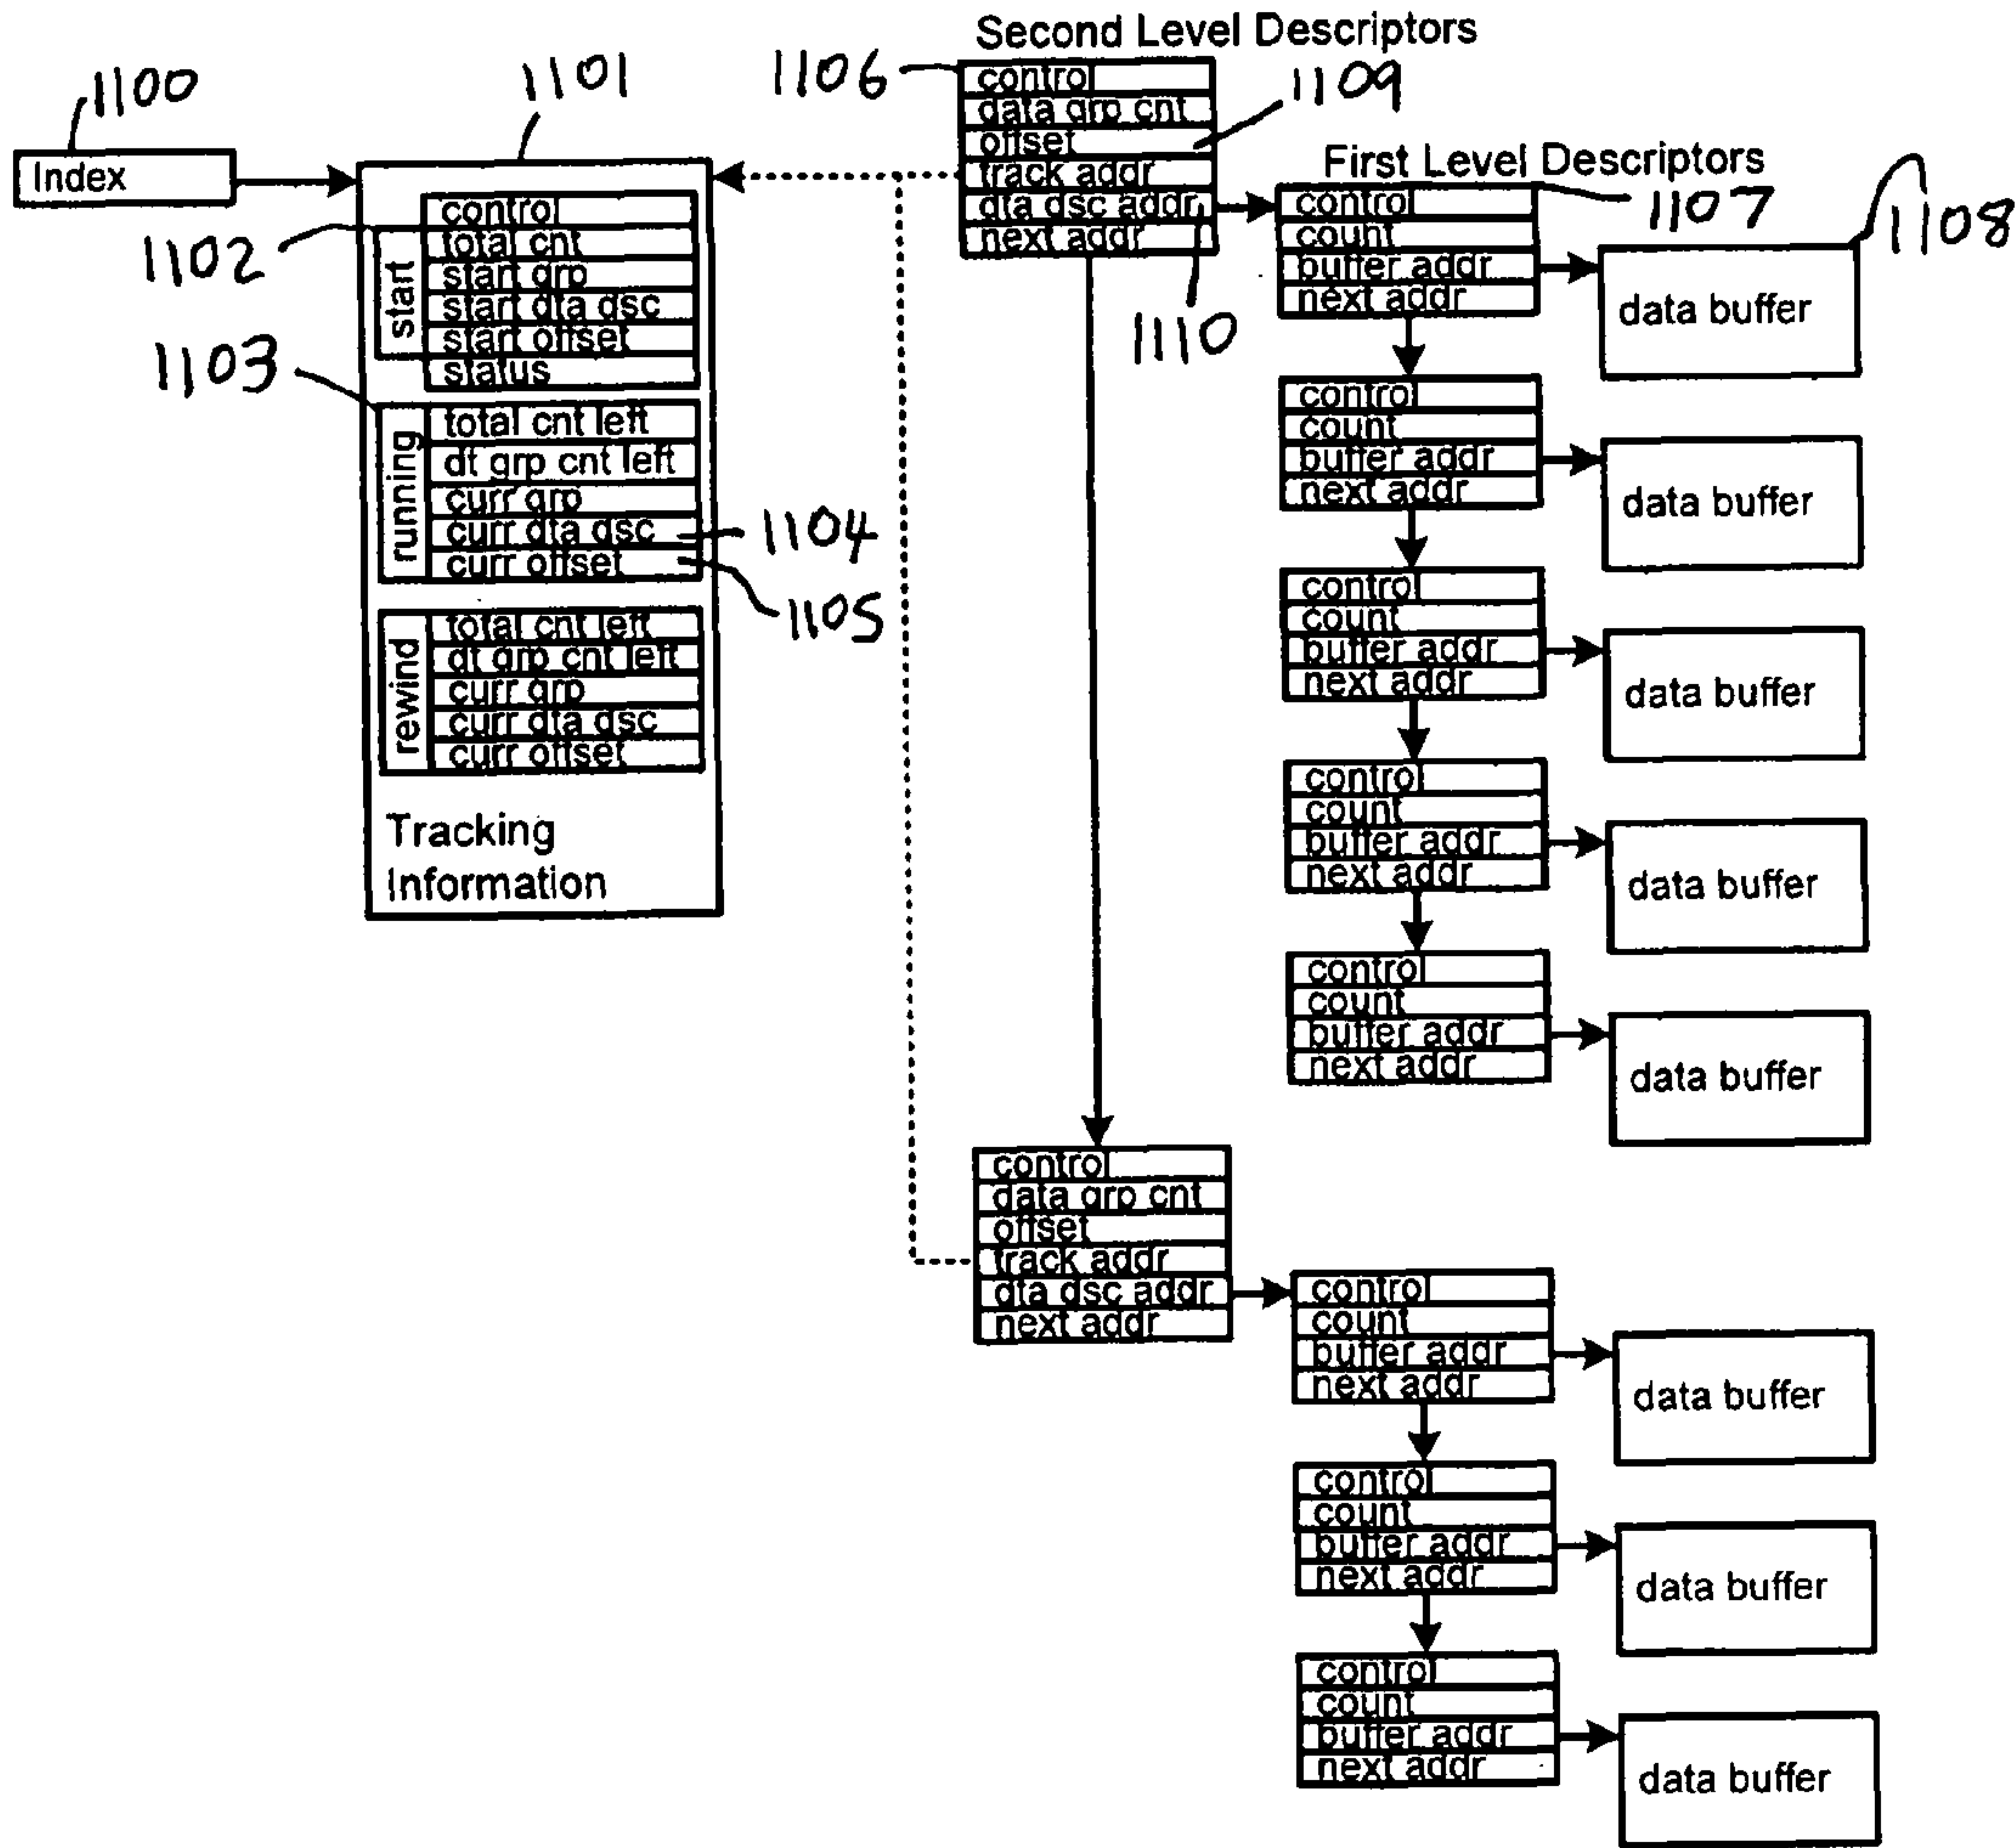 Second Level Descriptors
1100
1101
1106
1109
Index
control
data grp cnt
offset
track addr
dta dsc addr
next addr
1110
First Level Descriptors
1107
1108
1102
control
start
total cnt
start grp
start dta dsc
start offset
status
1103
running
total cnt left
dt grp cnt left
curr grp
curr dta dsc
1104
curr offset
1105
rewind
total cnt left
dt grp cnt left
curr grp
curr dta dsc
curr offset
Tracking
Information
control
count
buffer addr
next addr
data buffer
control
count
buffer addr
next addr
data buffer
control
count
buffer addr
next addr
data buffer
control
count
buffer addr
next addr
data buffer
control
count
buffer addr
next addr
data buffer
control
data grp cnt
offset
track addr
dta dsc addr
next addr
control
count
buffer addr
next addr
data buffer
control
count
buffer addr
next addr
data buffer
control
count
buffer addr
next addr
data buffer